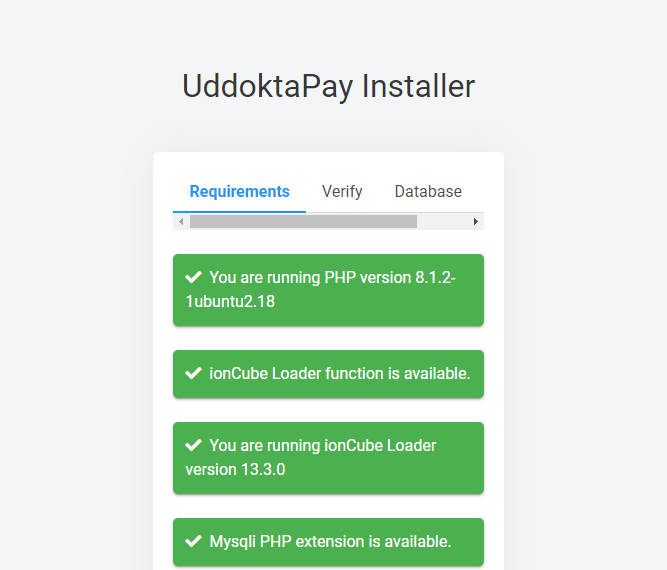 UddoktaPay Installer
Requirements Verify Database
You are running PHP version 8.1.2-
1ubuntu2.18
ionCube Loader function is available.
You are running ionCube Loader
version 13.3.0
Mysqli PHP extension is available.